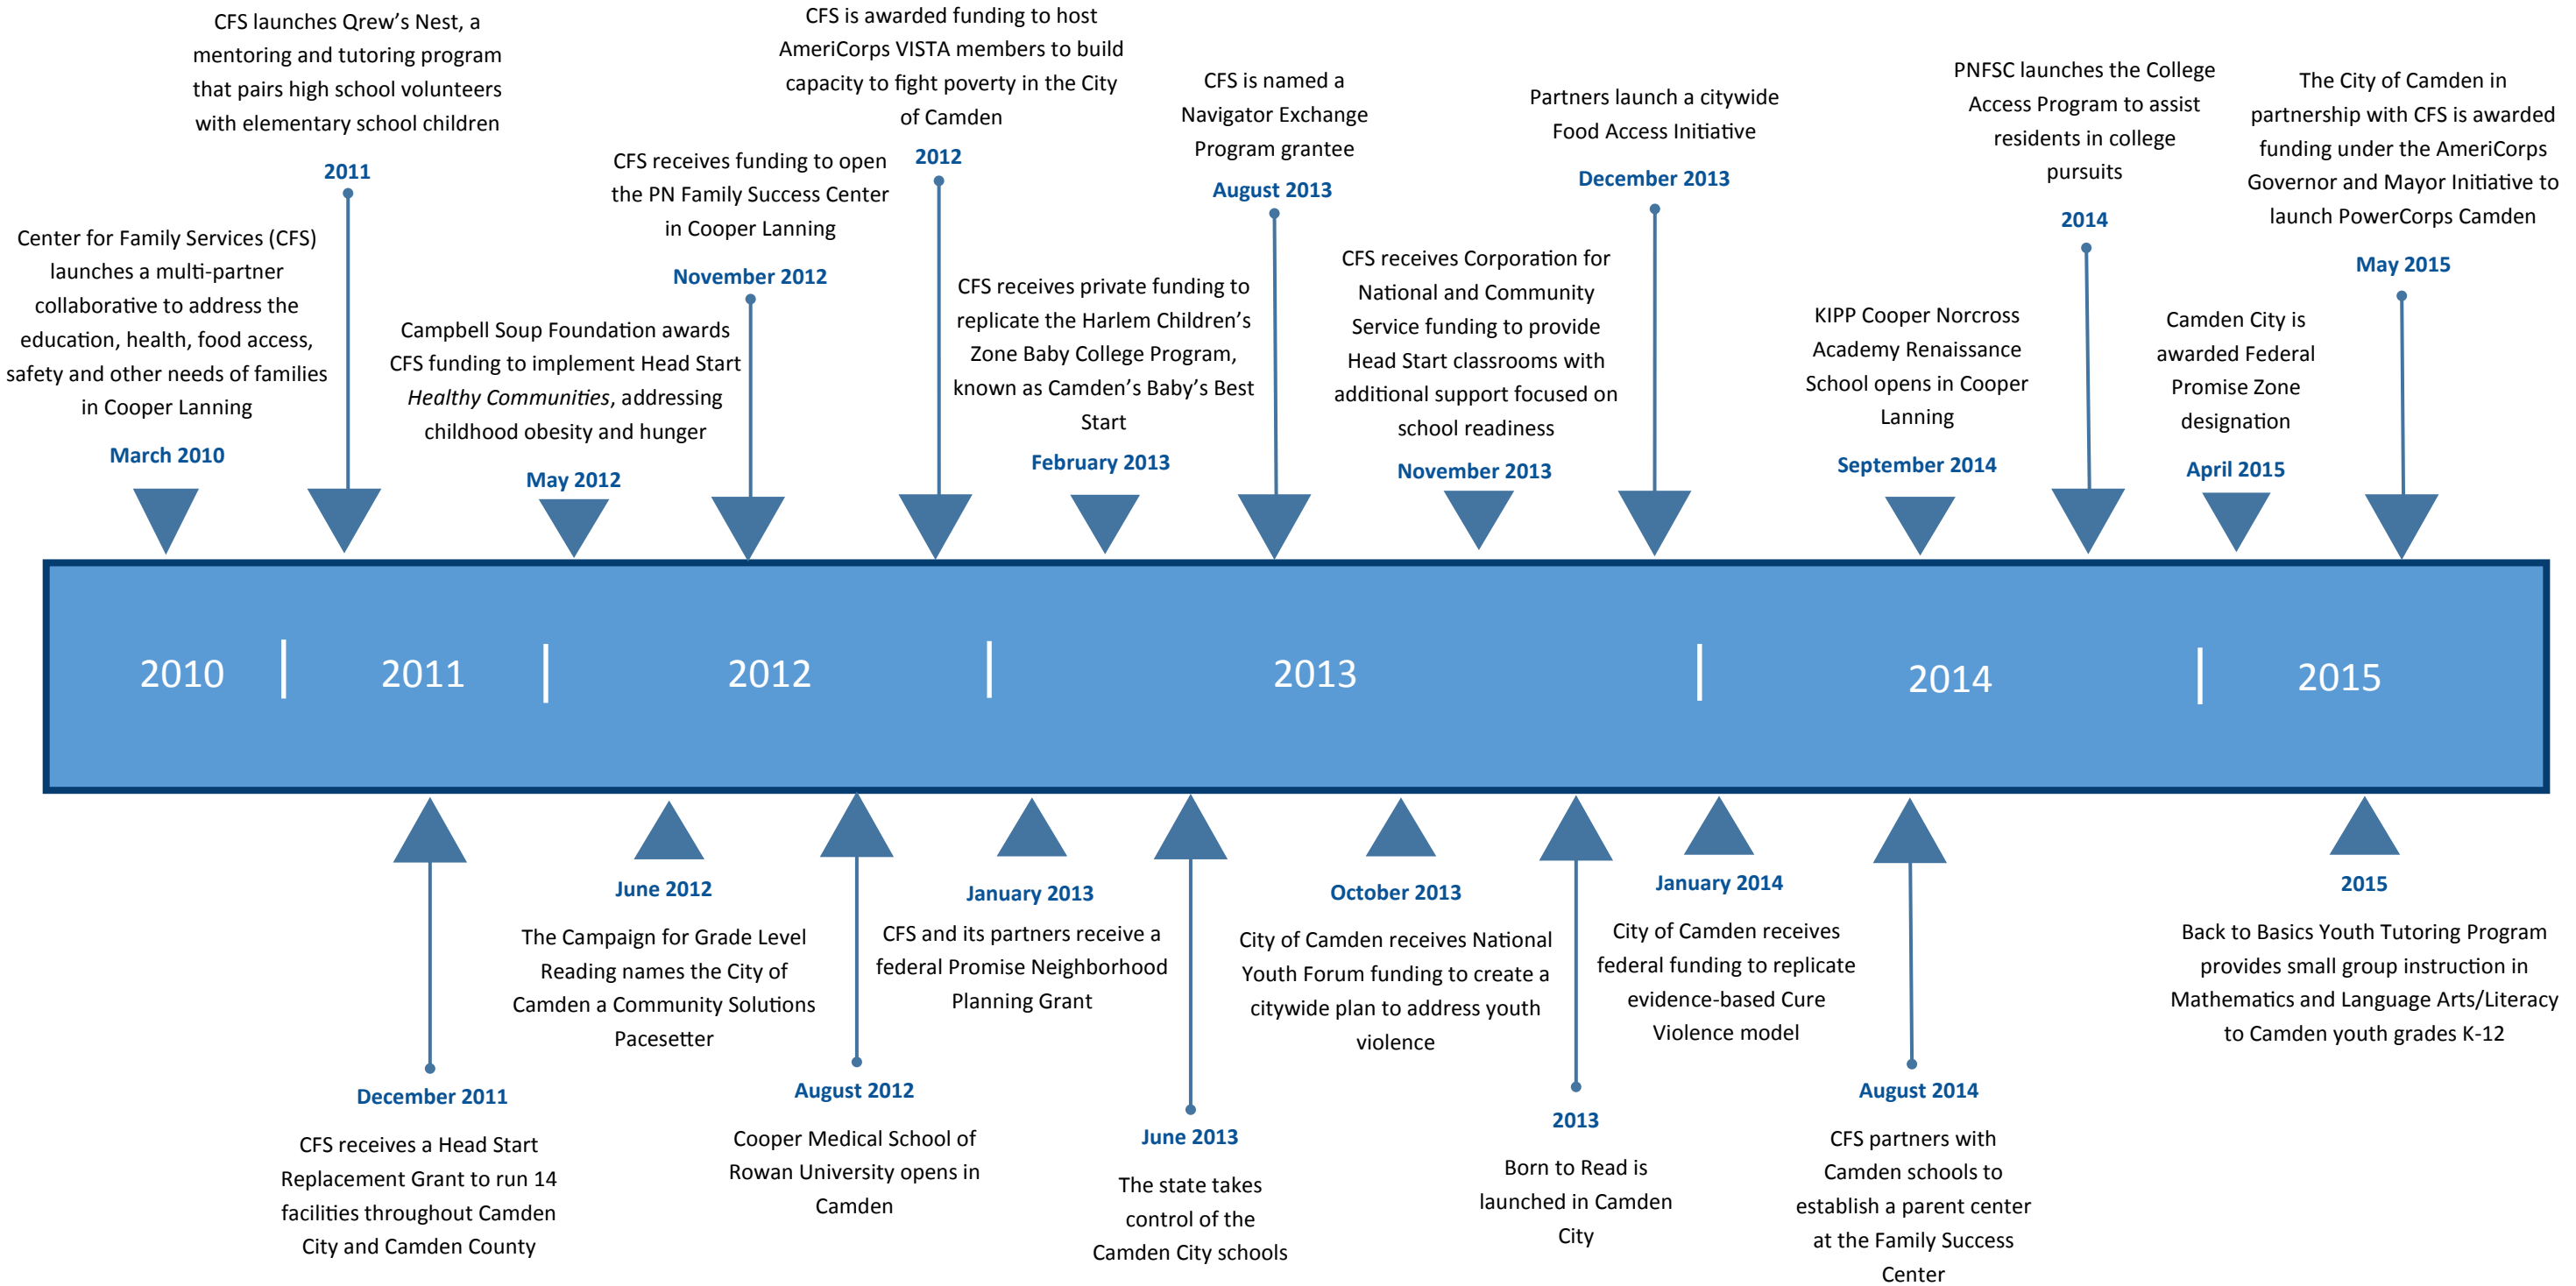 Center for Family Services (CFS)
launches a multi-partner
collaborative to address the
education, health, food access,
safety and other needs of families
in Cooper Lanning
March 2010
CFS launches Qrew’s Nest, a
mentoring and tutoring program
that pairs high school volunteers
with elementary school children
2011
Campbell Soup Foundation awards
CFS funding to implement Head Start
Healthy Communities, addressing
childhood obesity and hunger
May 2012
CFS receives funding to open
the PN Family Success Center
in Cooper Lanning
November 2012
CFS is awarded funding to host
AmeriCorps VISTA members to build
capacity to fight poverty in the City
of Camden
2012
CFS receives private funding to
replicate the Harlem Children’s
Zone Baby College Program,
known as Camden’s Baby’s Best
Start
February 2013
CFS is named a
Navigator Exchange
Program grantee
August 2013
CFS receives Corporation for
National and Community
Service funding to provide
Head Start classrooms with
additional support focused on
school readiness
November 2013
Partners launch a citywide
Food Access Initiative
December 2013
KIPP Cooper Norcross
Academy Renaissance
School opens in Cooper
Lanning
September 2014
PNFSC launches the College
Access Program to assist
residents in college
pursuits
2014
Camden City is
awarded Federal
Promise Zone
designation
April 2015
The City of Camden in
partnership with CFS is awarded
funding under the AmeriCorps
Governor and Mayor Initiative to
launch PowerCorps Camden
May 2015
2010
2011
2012
2013
2014
2015
December 2011
CFS receives a Head Start
Replacement Grant to run 14
facilities throughout Camden
City and Camden County
June 2012
The Campaign for Grade Level
Reading names the City of
Camden a Community Solutions
Pacesetter
August 2012
Cooper Medical School of
Rowan University opens in
Camden
January 2013
CFS and its partners receive a
federal Promise Neighborhood
Planning Grant
June 2013
The state takes
control of the
Camden City schools
October 2013
City of Camden receives National
Youth Forum funding to create a
citywide plan to address youth
violence
2013
Born to Read is
launched in Camden
City
January 2014
City of Camden receives
federal funding to replicate
evidence-based Cure
Violence model
August 2014
CFS partners with
Camden schools to
establish a parent center
at the Family Success
Center
2015
Back to Basics Youth Tutoring Program
provides small group instruction in
Mathematics and Language Arts/Literacy
to Camden youth grades K-12